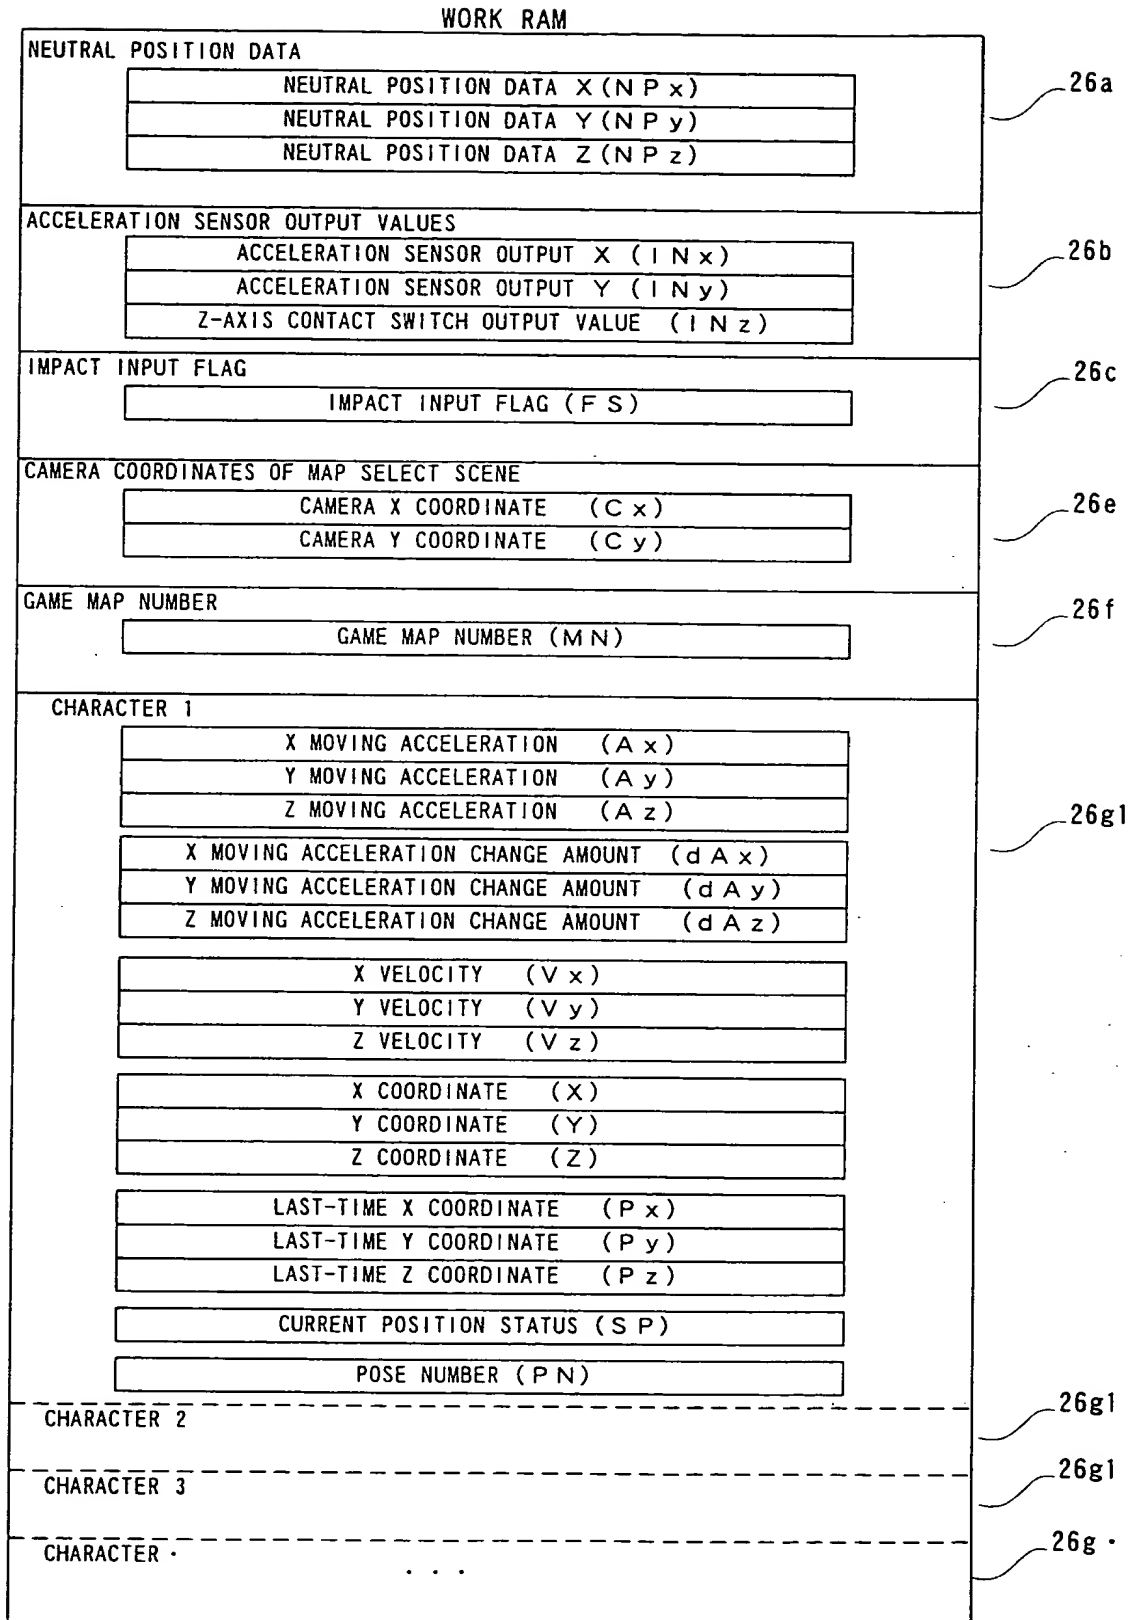 WORK RAM
NEUTRAL POSITION DATA
NEUTRAL POSITION DATA X (NPx)
26a
NEUTRAL POSITION DATA Y (NPy)
NEUTRAL POSITION DATA Z (NPz)
ACCELERATION SENSOR OUTPUT VALUES
ACCELERATION SENSOR OUTPUT X (INx)
26b
ACCELERATION SENSOR OUTPUT Y (INy)
Z-AXIS CONTACT SWITCH OUTPUT VALUE (INz)
IMPACT INPUT FLAG
26c
IMPACT INPUT FLAG (FS)
CAMERA COORDINATES OF MAP SELECT SCENE
CAMERA X COORDINATE (Cx)
26e
CAMERA Y COORDINATE (Cy)
GAME MAP NUMBER
26f
GAME MAP NUMBER (MN)
CHARACTER 1
X MOVING ACCELERATION (Ax)
Y MOVING ACCELERATION (Ay)
Z MOVING ACCELERATION (Az)
26g1
X MOVING ACCELERATION CHANGE AMOUNT (dAx)
Y MOVING ACCELERATION CHANGE AMOUNT (dAy)
Z MOVING ACCELERATION CHANGE AMOUNT (dAz)
X VELOCITY (Vx)
Y VELOCITY (Vy)
Z VELOCITY (Vz)
X COORDINATE (X)
Y COORDINATE (Y)
Z COORDINATE (Z)
LAST-TIME X COORDINATE (Px)
LAST-TIME Y COORDINATE (Py)
LAST-TIME Z COORDINATE (Pz)
CURRENT POSITION STATUS (SP)
POSE NUMBER (PN)
26g1
CHARACTER 2
26g1
CHARACTER 3
26g ·
CHARACTER ·
· · ·